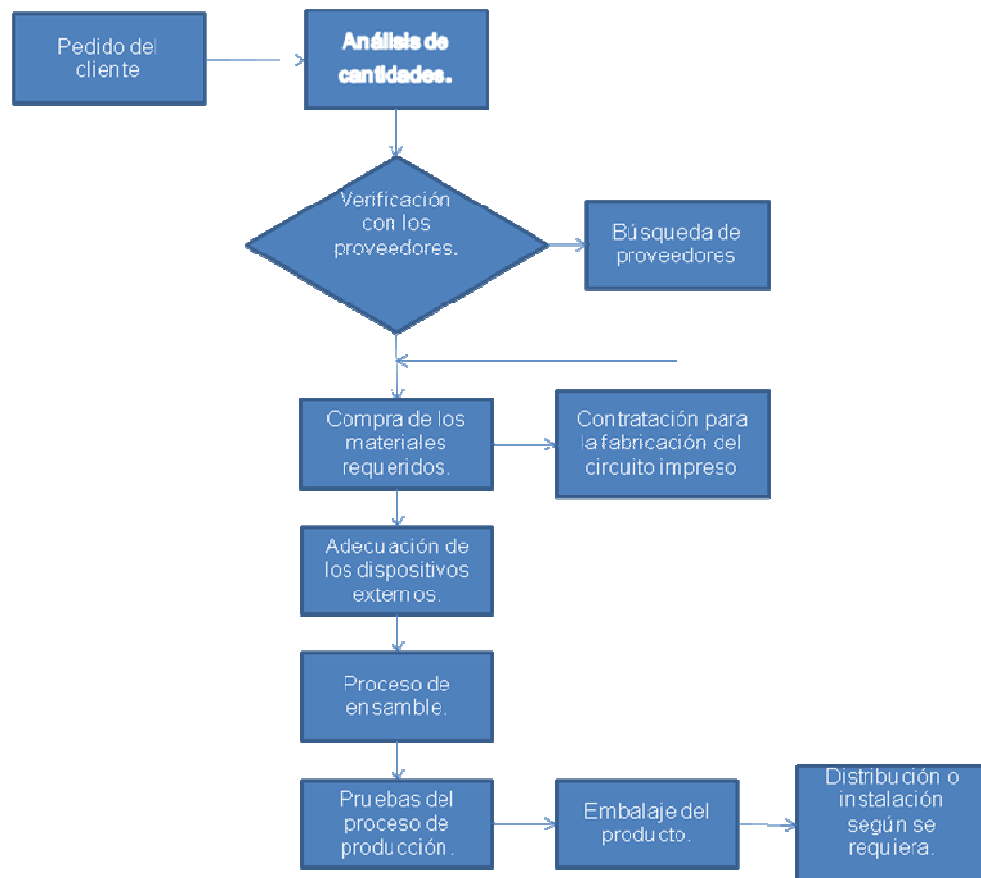 Pedido del
cliente
Análisis de
cantidades.
Verificación
con los
proveedores.
Búsqueda de
proveedores
Compra de los
materiales
requeridos.
Contratación para
la fabricación del
circuito impreso
Adecuación de
los dispositivos
externos.
Proceso de
ensamble.
Pruebas del
proceso de
producción.
Embalaje del
producto.
Distribución o
instalación
según se
requiera.